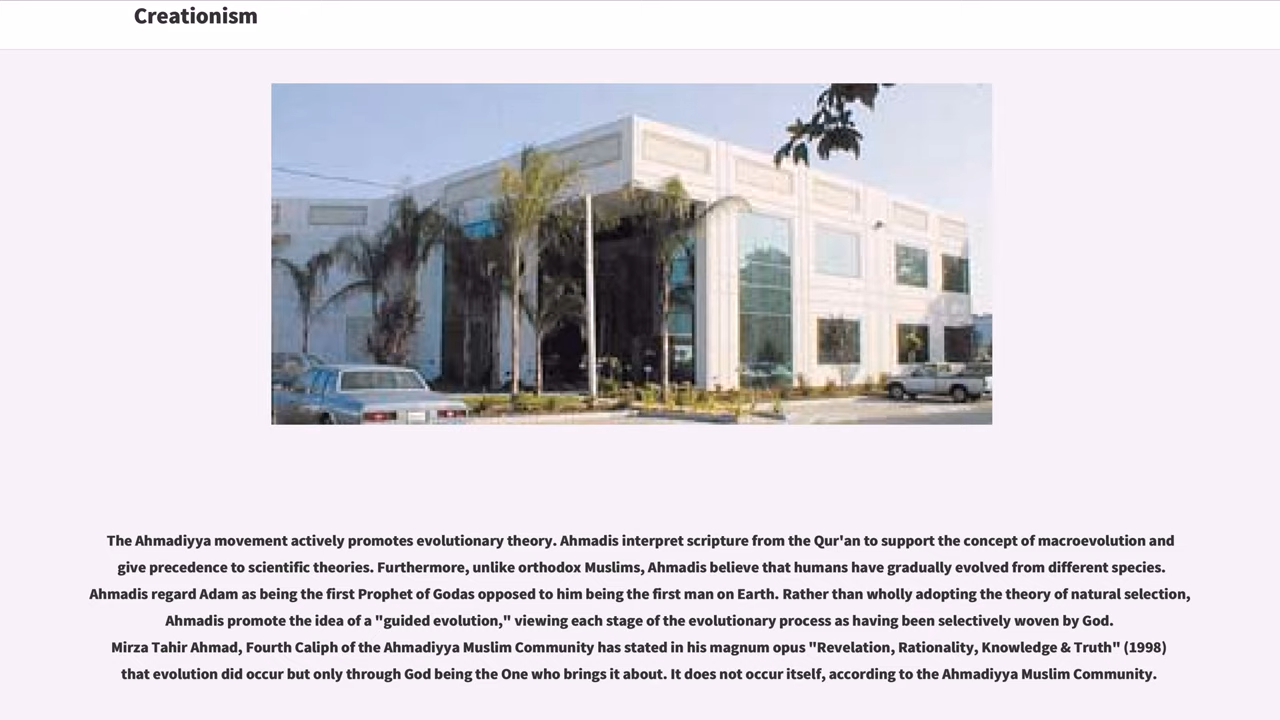 Creationism
The Ahmadiyya movement actively promotes evolutionary theory. Ahmadis interpret scripture from the Qur'an to support the concept of macroevolution and
give precedence to scientific theories. Furthermore, unlike orthodox Muslims, Ahmadis believe that humans have gradually evolved from different species.
Ahmadis regard Adam as being the first Prophet of Godas opposed to him being the first man on Earth. Rather than wholly adopting the theory of natural selection,
Ahmadis promote the idea of a "guided evolution," viewing each stage of the evolutionary process as having been selectively woven by God.
Mirza Tahir Ahmad, Fourth Caliph of the Ahmadiyya Muslim Community has stated in his magnum opus "Revelation, Rationality, Knowledge & Truth" (1998)
that evolution did occur but only through God being the One who brings it about. It does not occur itself, according to the Ahmadiyya Muslim Community.